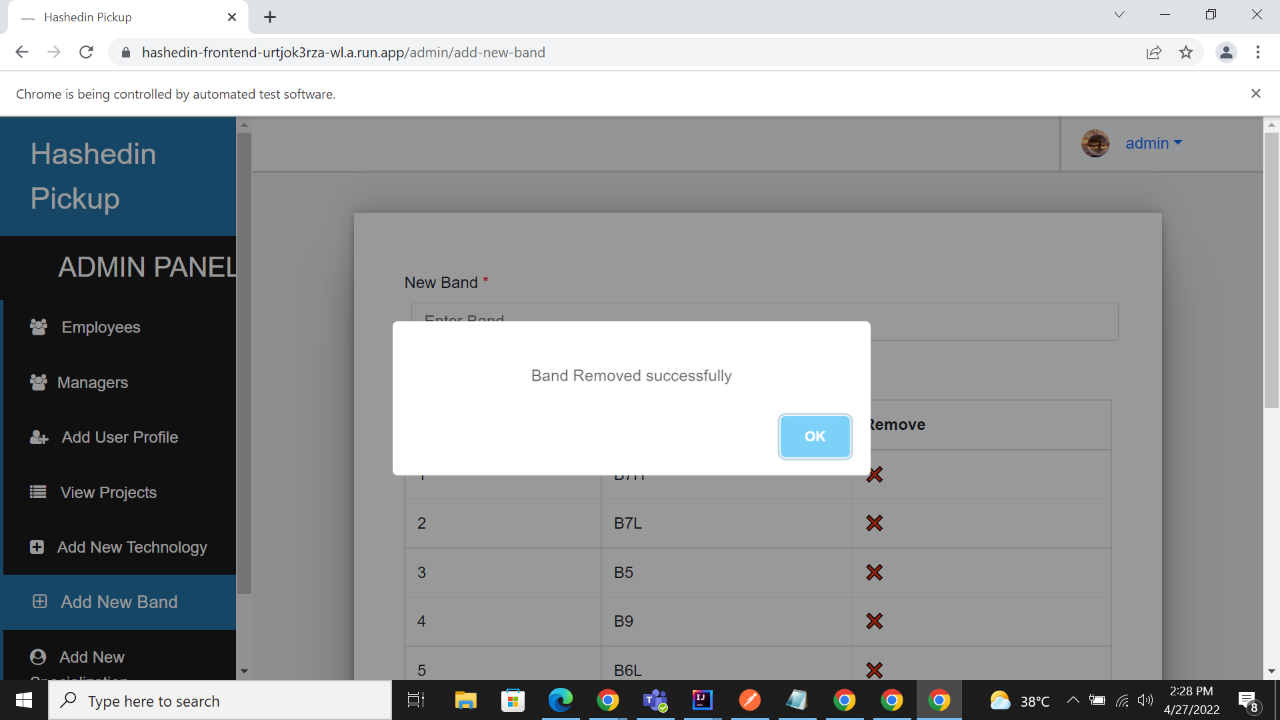 Hashedin Pickup
hashedin-frontend-urtjok3rza-wl.a.run.app/admin/add-new-band
Chrome is being controlled by automated test software.
Hashedin
Pickup
admin
ADMIN PANEL
Employees
Managers
Add User Profile
View Projects
Add New Technology
Add New Band
Add New
Specialization
New Band *
Enter Band
Band Removed successfully
OK
Remove
1 B7H
2 B7L
3 B5
4 B9
5 B6L
Type here to search
38°C
2:28 PM
4/27/2022
8